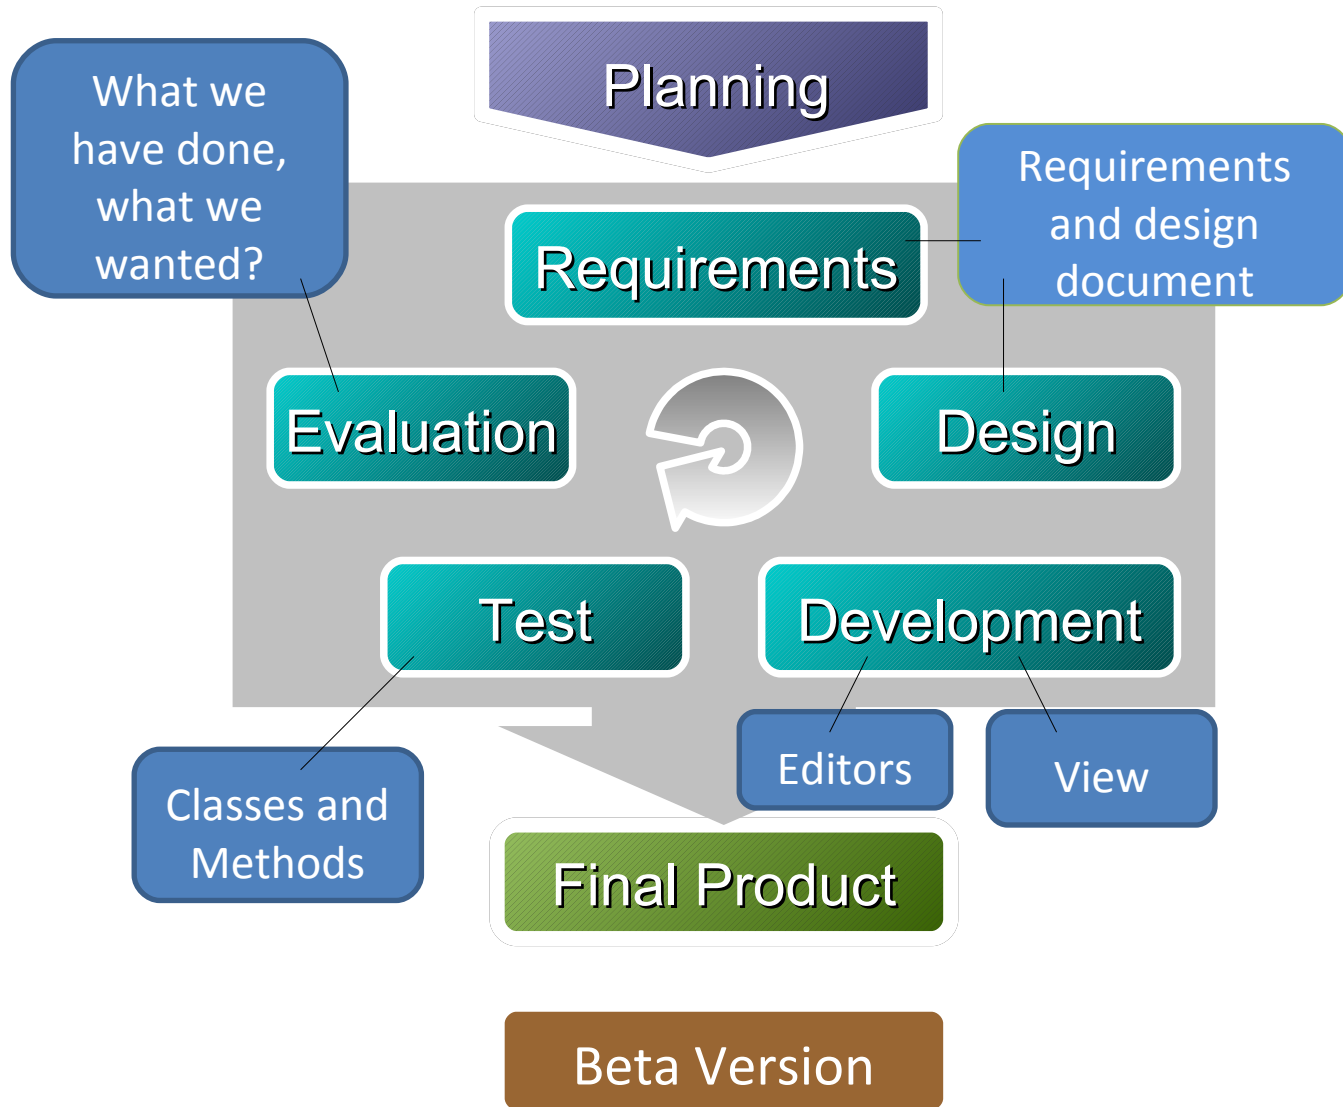 Planning
What we
have done,
what we
wanted?
Requirements
and design
document
Requirements
Evaluation
Design
Test
Development
Editors
View
Classes and
Methods
Final Product
Beta Version